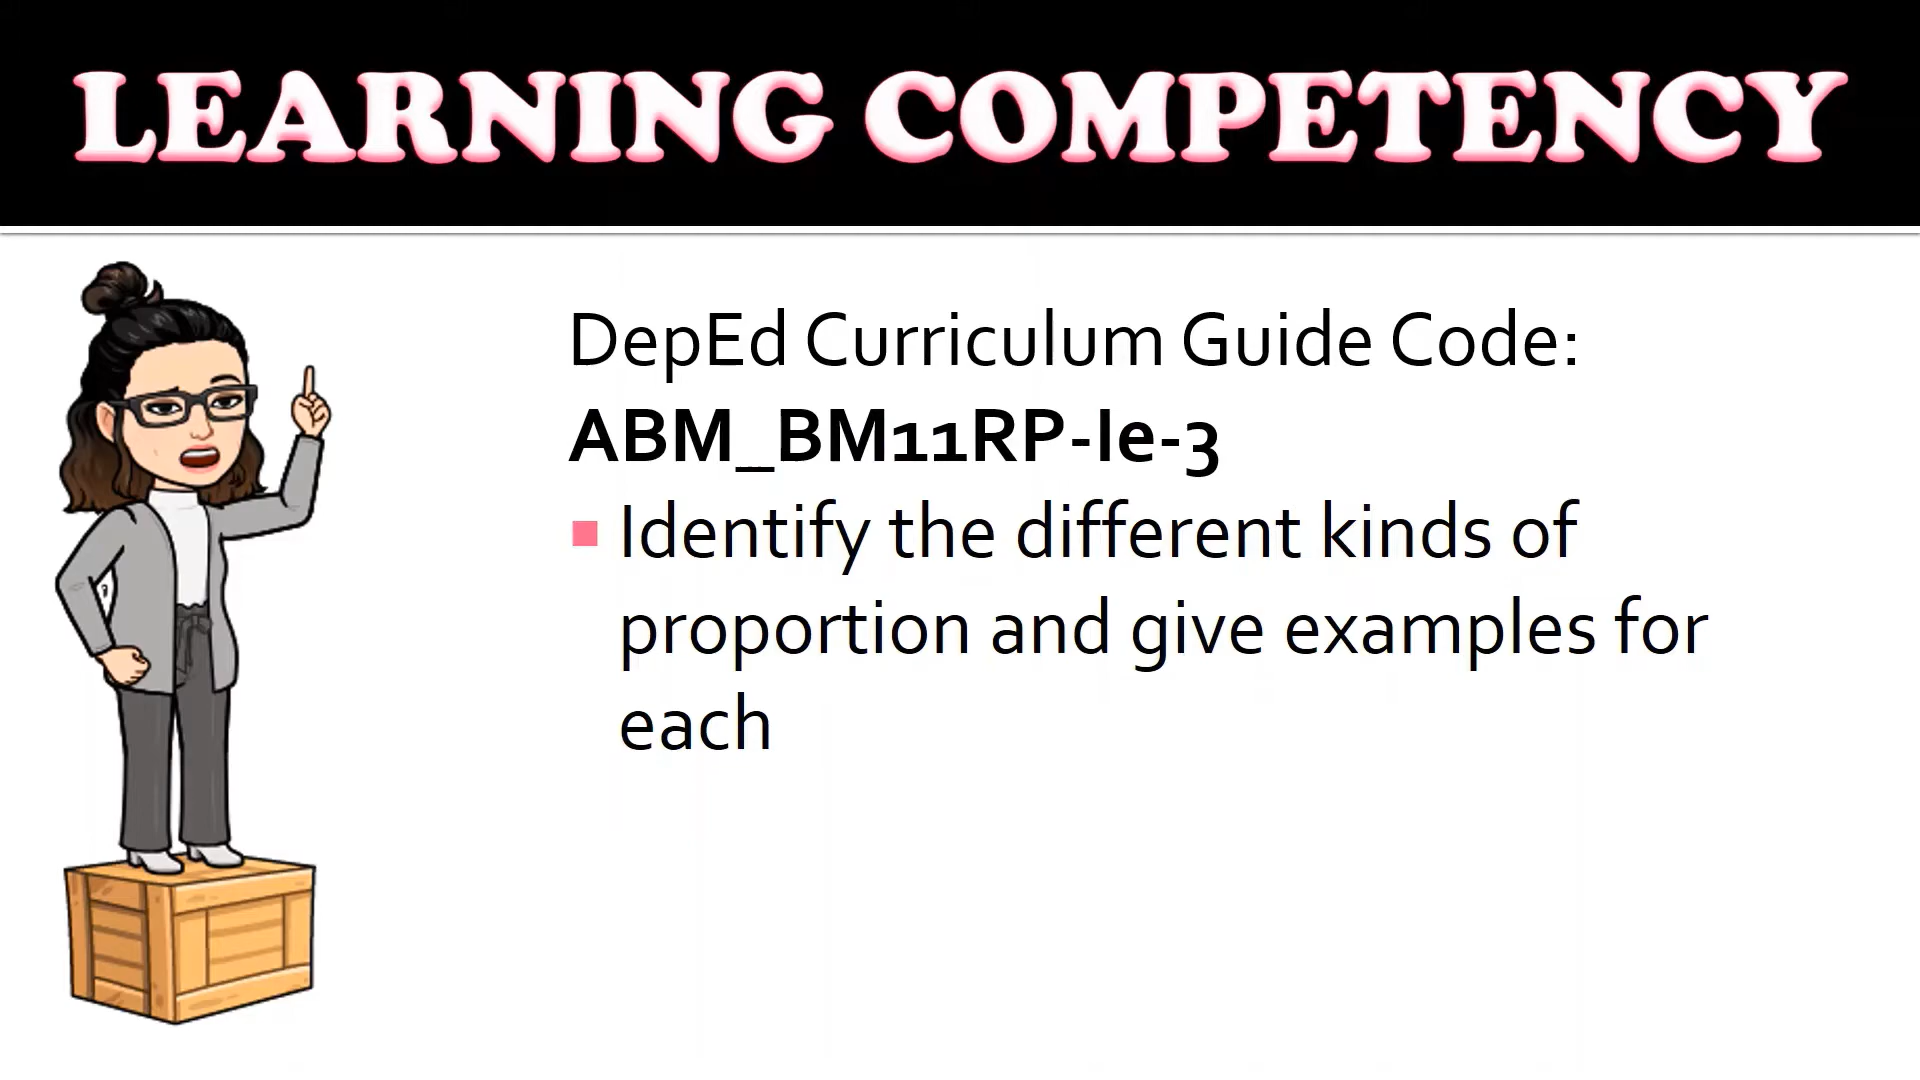 LEARNING COMPETENCY
DepEd Curriculum Guide Code:
ABM_BM11RP-Ie-3
Identify the different kinds of
proportion and give examples for
each